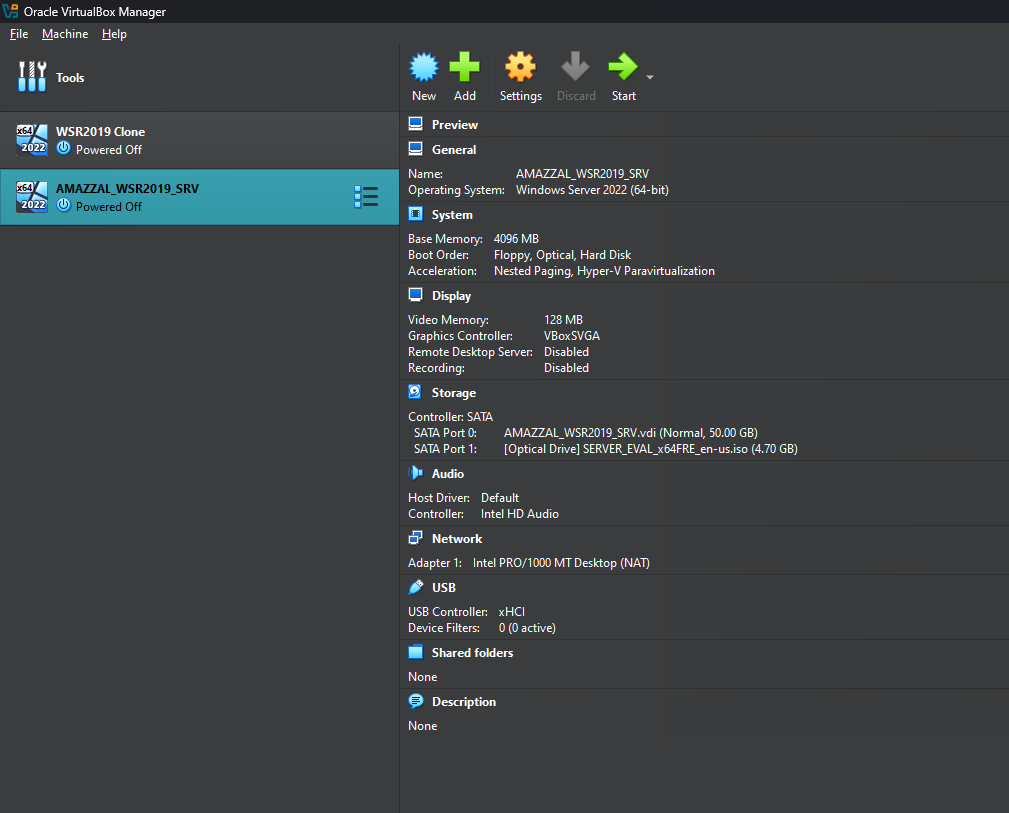 Oracle VirtualBox Manager
File Machine Help
Tools
New Add Settings Discard Start
x64 2022 WSR2019 Clone
Powered Off
x64 2022 AMAZZAL_WSR2019_SRV
Powered Off
Preview
General
Name: AMAZZAL_WSR2019_SRV
Operating System: Windows Server 2022 (64-bit)
System
Base Memory: 4096 MB
Boot Order: Floppy, Optical, Hard Disk
Acceleration: Nested Paging, Hyper-V Paravirtualization
Display
Video Memory: 128 MB
Graphics Controller: VBoxSVGA
Remote Desktop Server: Disabled
Recording: Disabled
Storage
Controller: SATA
SATA Port 0: AMAZZAL_WSR2019_SRV.vdi (Normal, 50.00 GB)
SATA Port 1: [Optical Drive] SERVER_EVAL_x64FRE_en-us.iso (4.70 GB)
Audio
Host Driver: Default
Controller: Intel HD Audio
Network
Adapter 1: Intel PRO/1000 MT Desktop (NAT)
USB
USB Controller: xHCI
Device Filters: 0 (0 active)
Shared folders
None
Description
None